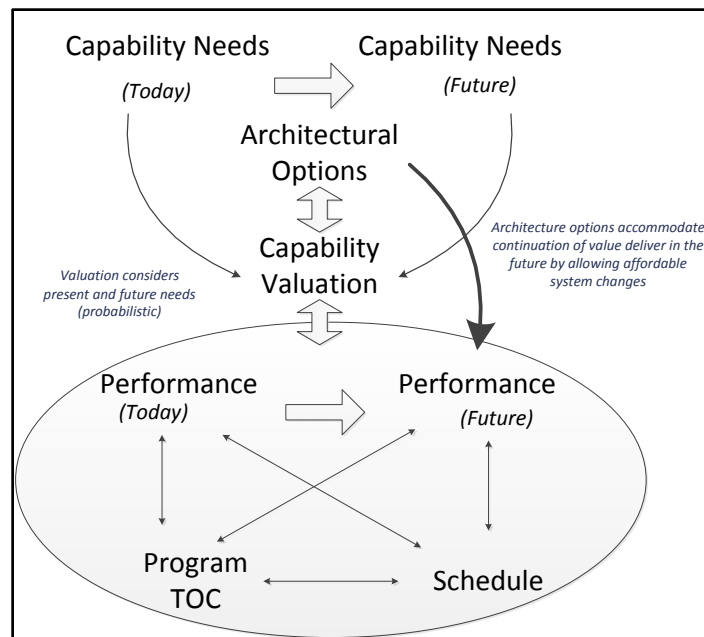 Capability Needs
(Today)
Capability Needs
(Future)
Architectural
Options
Capability
Valuation
Valuation considers
present and future needs
(probabilistic)
Architecture options accommodate
continuation of value deliver in the
future by allowing affordable
system changes
Performance
(Today)
Performance
(Future)
Program
TOC
Schedule